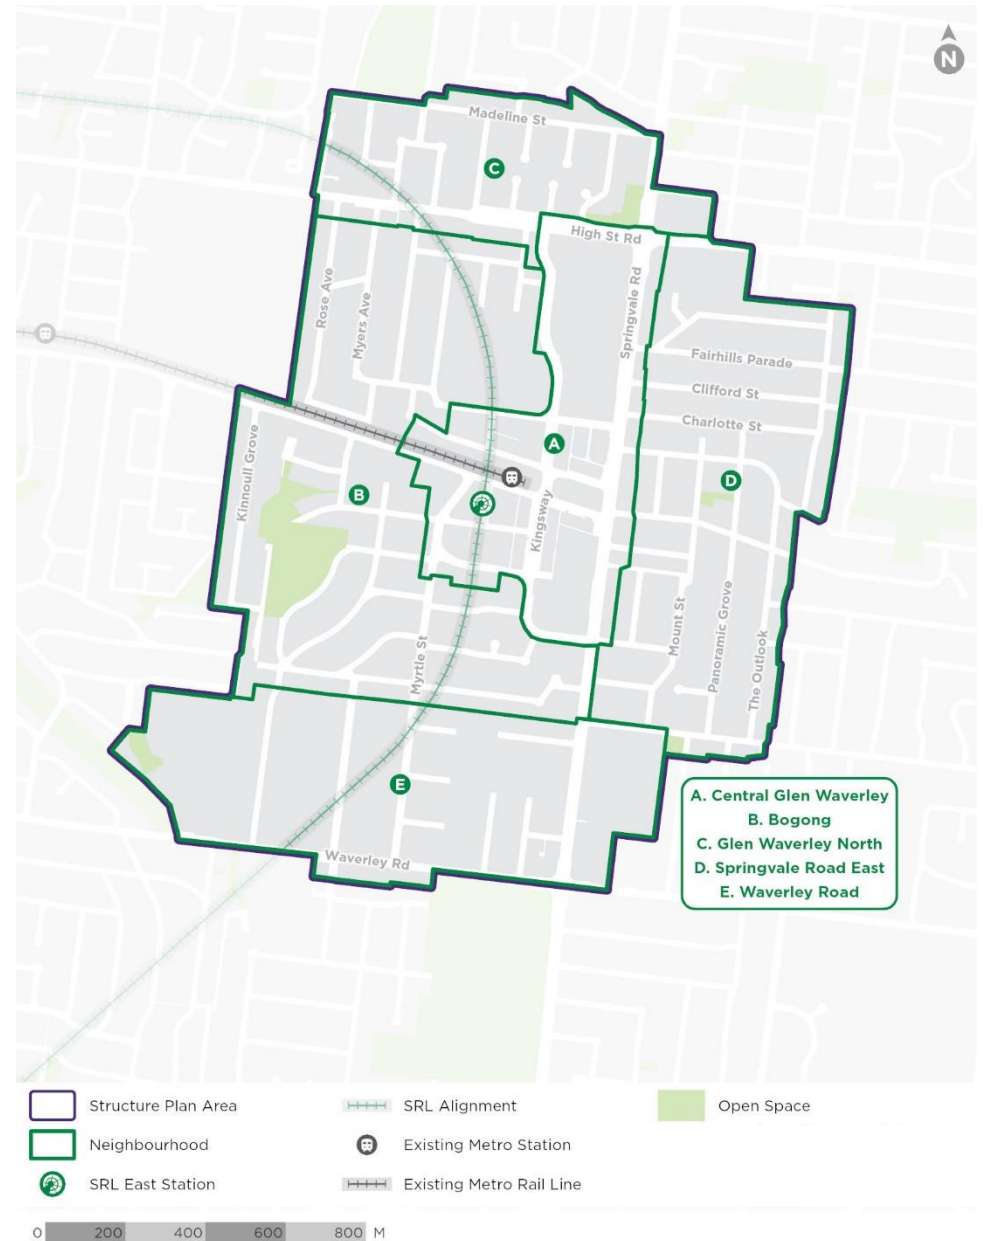 N
Madeline St
C
High St Rd
Rose Ave
Myers Ave
Springvale Rd
Fairhills Parade
Clifford St
Charlotte St
A
D
Kinnoull Grove
B
Kingsway
Mount St
Panoramic Grove
The Outlook
Myrtle St
E
Waverley Rd
A. Central Glen Waverley
B. Bogong
C. Glen Waverley North
D. Springvale Road East
E. Waverley Road
Structure Plan Area
SRL Alignment
Open Space
Neighbourhood
Existing Metro Station
SRL East Station
Existing Metro Rail Line
0 200 400 600 800 M